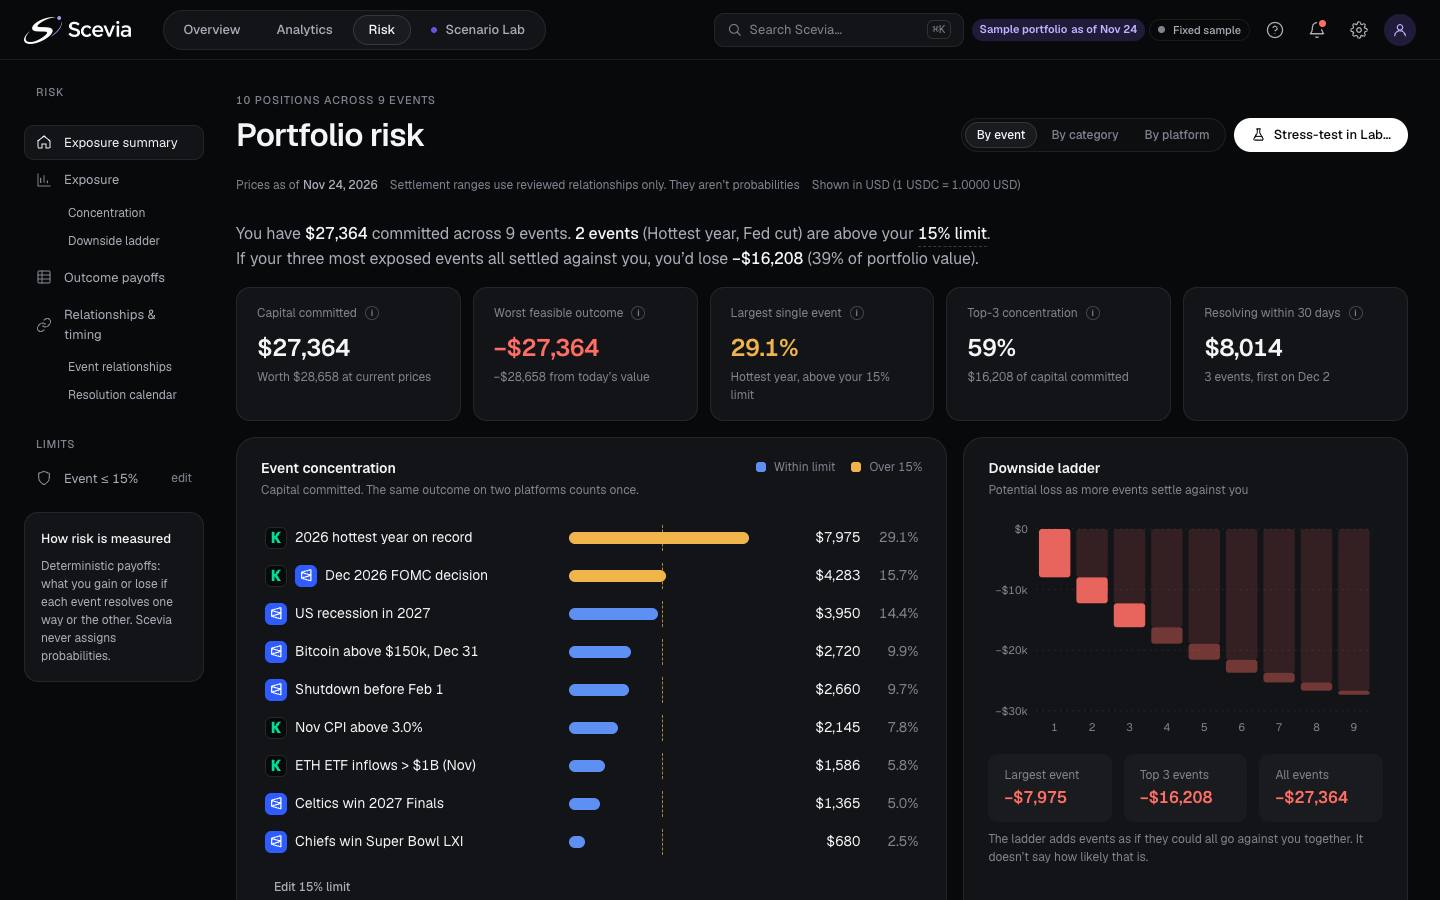 Scevia
Overview
Analytics
Risk
Scenario Lab
Search Scevia...
⌘K
Sample portfolio as of Nov 24
Fixed sample
RISK
Exposure summary
Exposure
Concentration
Downside ladder
Outcome payoffs
Relationships &
timing
Event relationships
Resolution calendar
LIMITS
Event ≤ 15%
edit
How risk is measured
Deterministic payoffs:
what you gain or lose if
each event resolves one
way or the other. Scevia
never assigns
probabilities.
10 POSITIONS ACROSS 9 EVENTS
Portfolio risk
By event
By category
By platform
Stress-test in Lab...
Prices as of Nov 24, 2026 Settlement ranges use reviewed relationships only. They aren't probabilities Shown in USD (1 USDC = 1.0000 USD)
You have $27,364 committed across 9 events. 2 events (Hottest year, Fed cut) are above your 15% limit.
If your three most exposed events all settled against you, you'd lose −$16,208 (39% of portfolio value).
Capital committed
$27,364
Worth $28,658 at current prices
Worst feasible outcome
−$27,364
−$28,658 from today's value
Largest single event
29.1%
Hottest year, above your 15%
limit
Top-3 concentration
59%
$16,208 of capital committed
Resolving within 30 days
$8,014
3 events, first on Dec 2
Event concentration
Within limit
Over 15%
Capital committed. The same outcome on two platforms counts once.
K 2026 hottest year on record $7,975 29.1%
K Dec 2026 FOMC decision $4,283 15.7%
US recession in 2027 $3,950 14.4%
Bitcoin above $150k, Dec 31 $2,720 9.9%
Shutdown before Feb 1 $2,660 9.7%
K Nov CPI above 3.0% $2,145 7.8%
K ETH ETF inflows > $1B (Nov) $1,586 5.8%
Celtics win 2027 Finals $1,365 5.0%
Chiefs win Super Bowl LXI $680 2.5%
Edit 15% limit
Downside ladder
Potential loss as more events settle against you
$0
−$10k
−$20k
−$30k
1 2 3 4 5 6 7 8 9
Largest event
−$7,975
Top 3 events
−$16,208
All events
−$27,364
The ladder adds events as if they could all go against you together. It
doesn't say how likely that is.